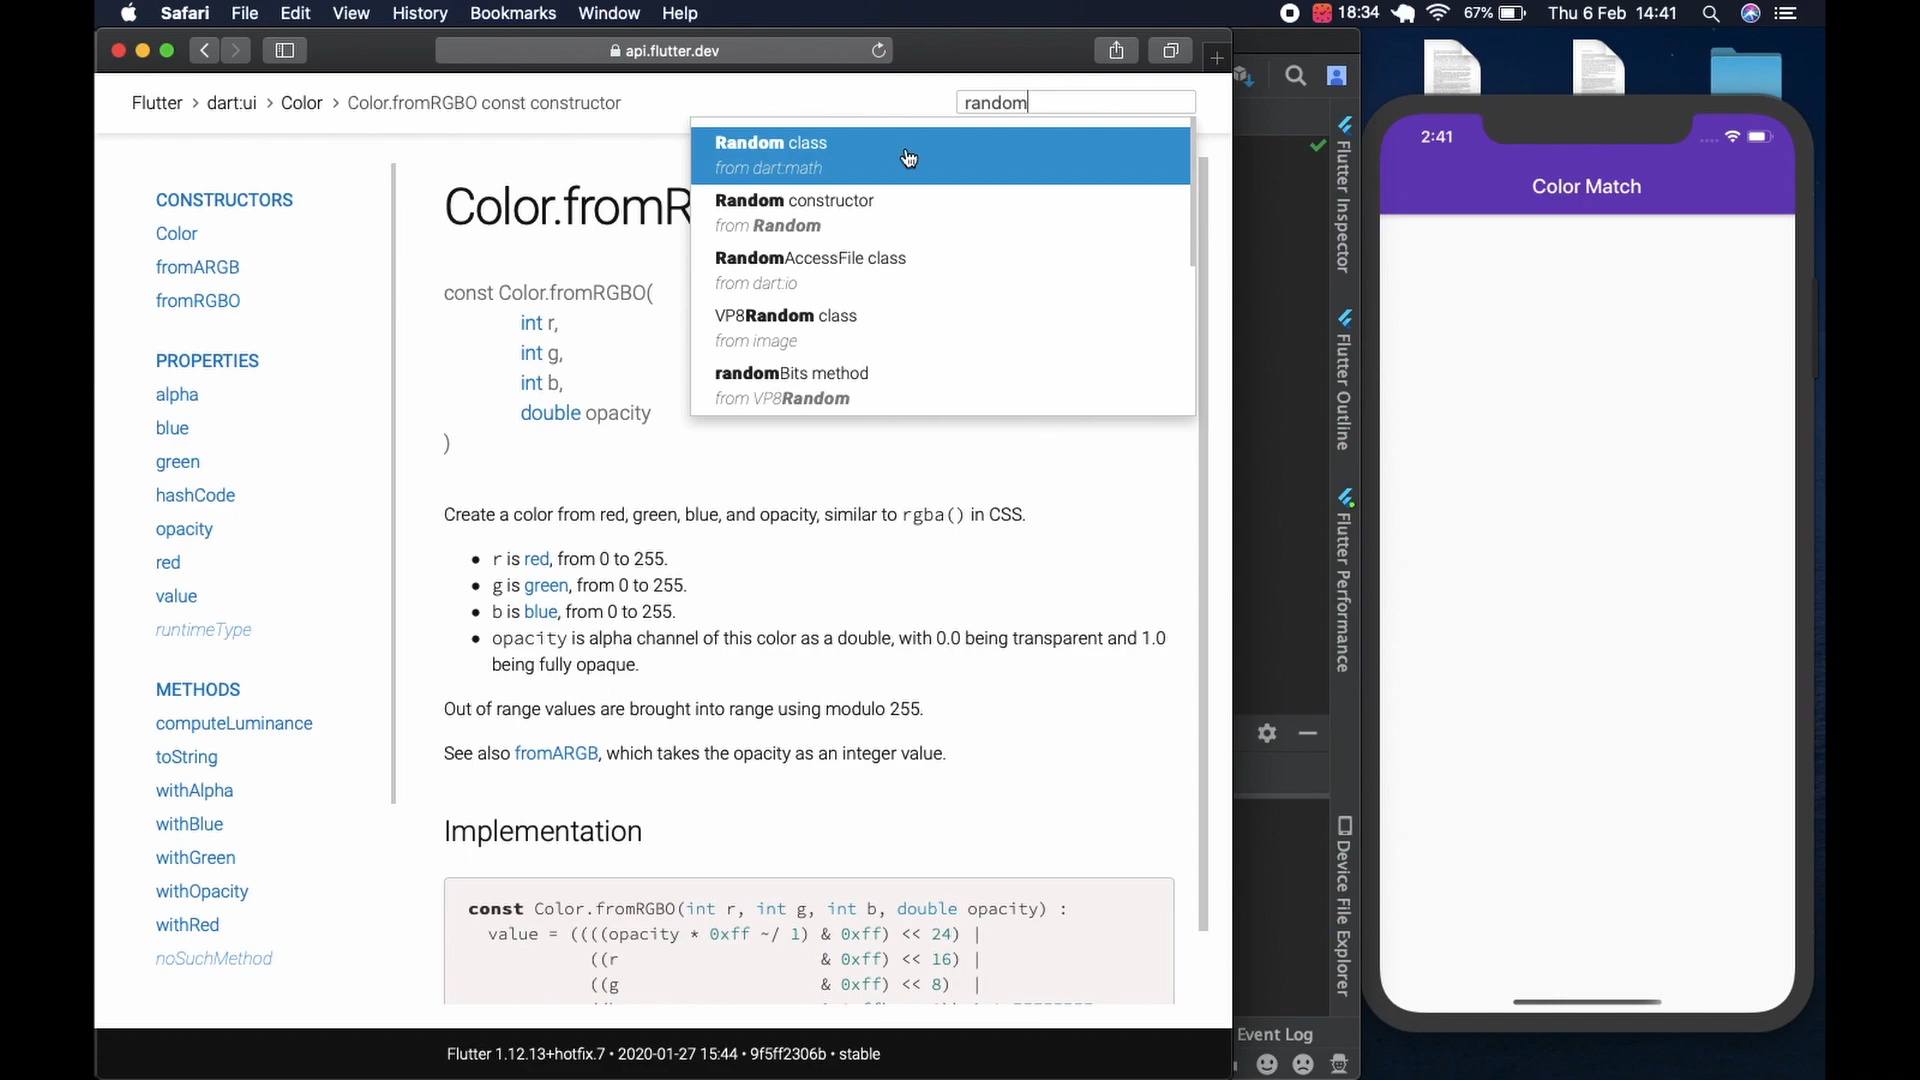 Safari File Edit View History Bookmarks Window Help
18:34 67% Thu 6 Feb 14:41
api.flutter.dev
Flutter > dart:ui > Color > Color.fromRGBO const constructor
random
Random class
from dart:math
Random constructor
from Random
RandomAccessFile class
from dart:io
VP8Random class
from image
randomBits method
from VP8Random
CONSTRUCTORS
Color
fromARGB
fromRGBO
PROPERTIES
alpha
blue
green
hashCode
opacity
red
value
runtimeType
METHODS
computeLuminance
toString
withAlpha
withBlue
withGreen
withOpacity
withRed
noSuchMethod
Color.fromR
const Color.fromRGBO(
int r,
int g,
int b,
double opacity
)
Create a color from red, green, blue, and opacity, similar to rgba() in CSS.
• r is red, from 0 to 255.
• g is green, from 0 to 255.
• b is blue, from 0 to 255.
• opacity is alpha channel of this color as a double, with 0.0 being transparent and 1.0
being fully opaque.
Out of range values are brought into range using modulo 255.
See also fromARGB, which takes the opacity as an integer value.
Implementation
const Color.fromRGBO(int r, int g, int b, double opacity) :
value = ((((opacity * 0xff ~/ 1) & 0xff) << 24) |
((r & 0xff) << 16) |
((g & 0xff) << 8) |
Flutter 1.12.13+hotfix.7 • 2020-01-27 15:44 • 9f5ff2306b • stable
Flutter Inspector
Flutter Outline
Flutter Performance
Device File Explorer
Event Log
2:41
Color Match